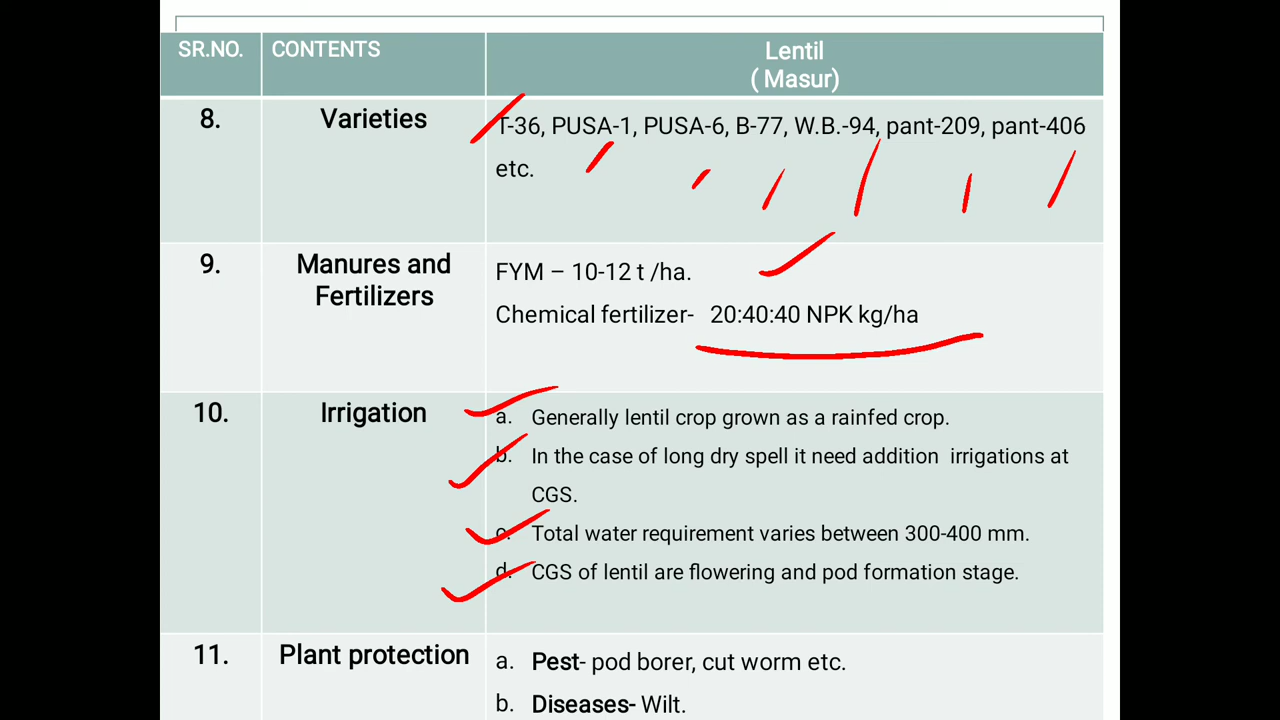 SR.NO. CONTENTS Lentil
( Masur)
8. Varieties T-36, PUSA-1, PUSA-6, B-77, W.B.-94, pant-209, pant-406
etc.
9. Manures and
Fertilizers
FYM – 10-12 t /ha.
Chemical fertilizer- 20:40:40 NPK kg/ha
10. Irrigation
a. Generally lentil crop grown as a rainfed crop.
b. In the case of long dry spell it need addition irrigations at
CGS.
c. Total water requirement varies between 300-400 mm.
d. CGS of lentil are flowering and pod formation stage.
11. Plant protection
a. Pest- pod borer, cut worm etc.
b. Diseases- Wilt.